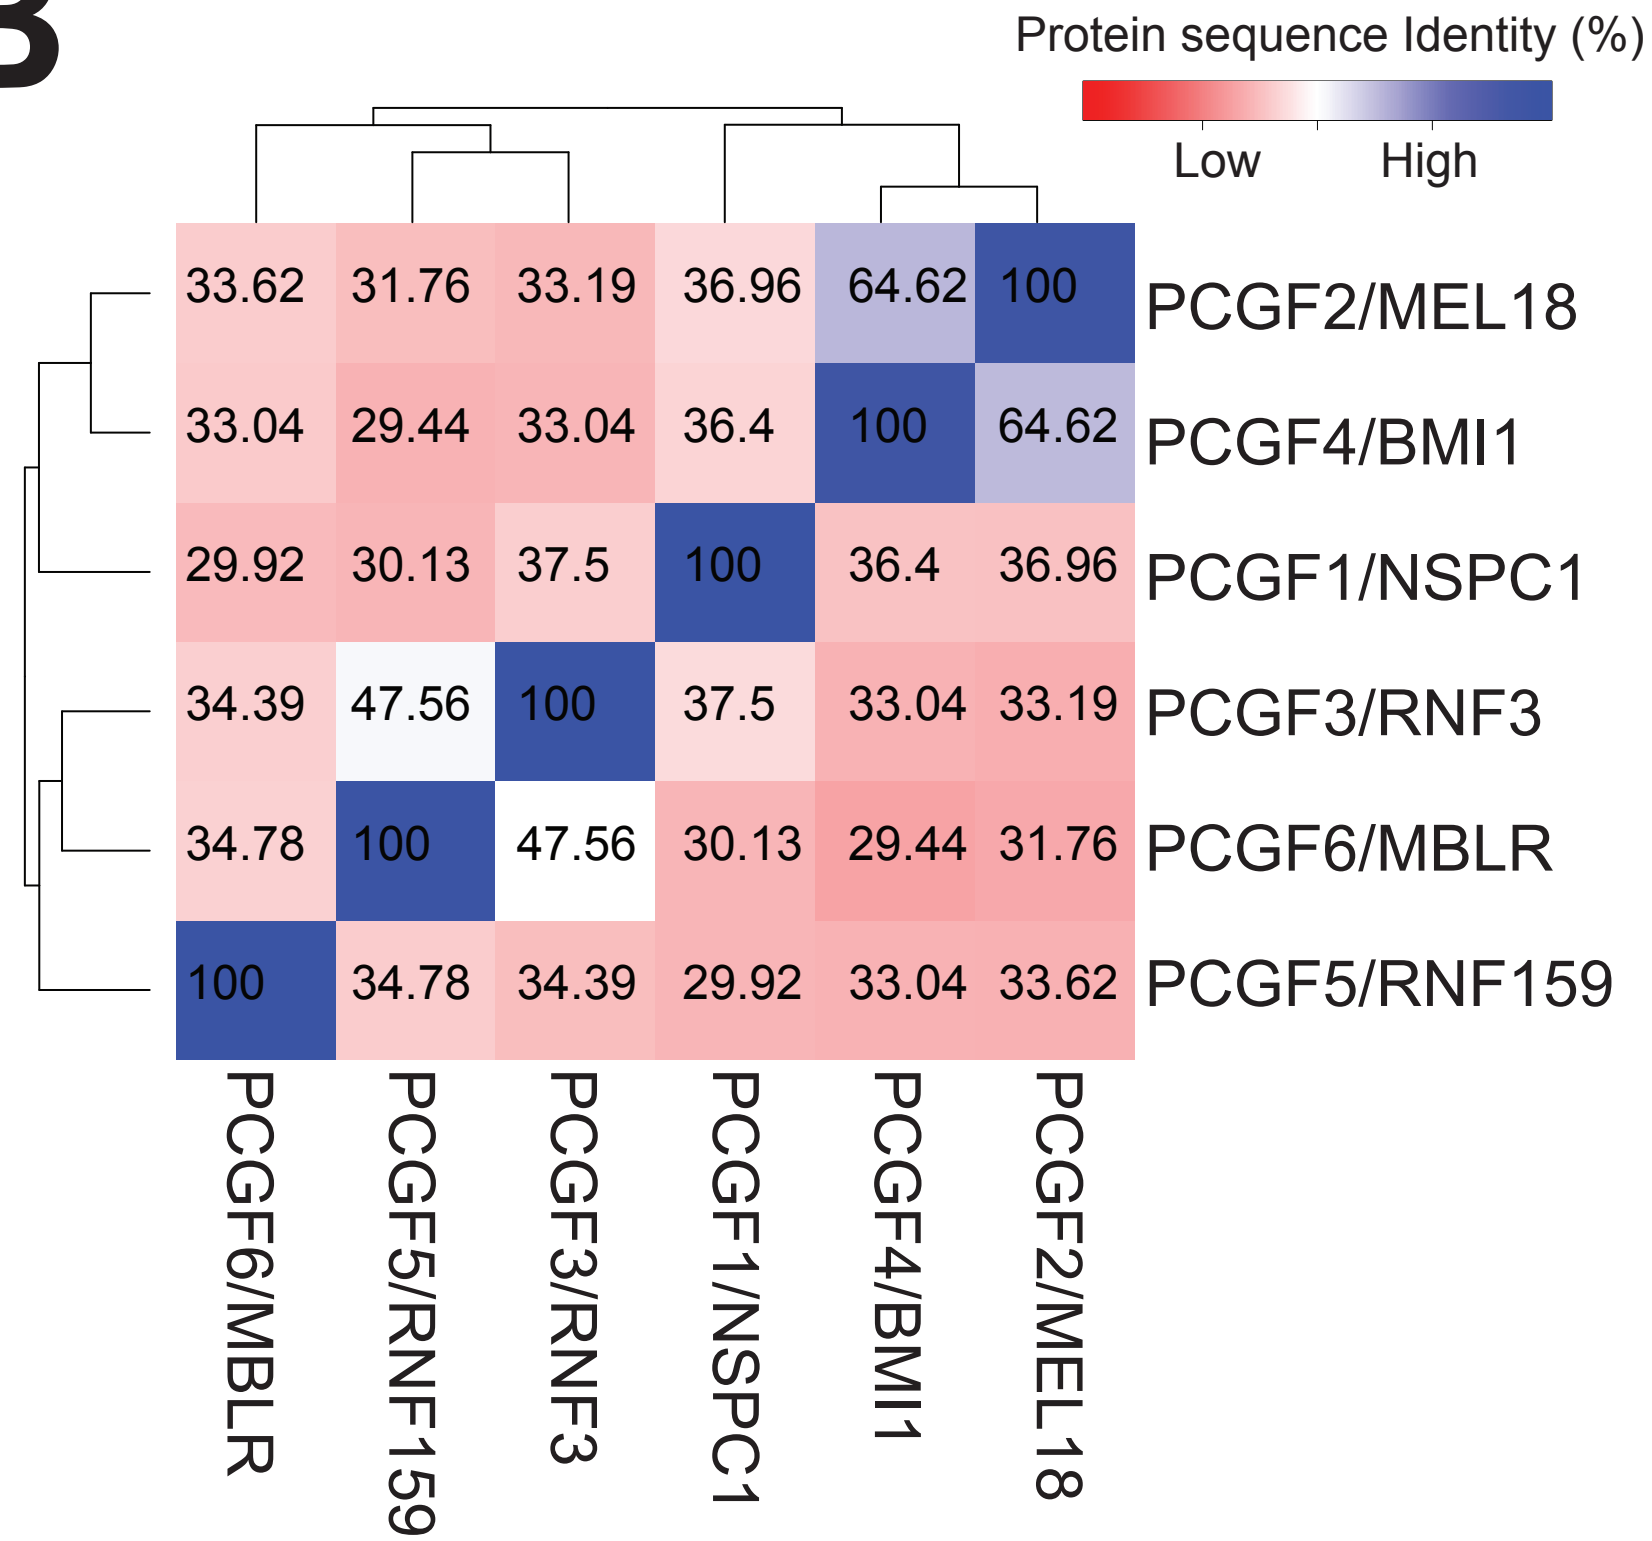 B
Protein sequence Identity (%)
Low High
33.62 31.76 33.19 36.96 64.62 100 PCGF2/MEL18
33.04 29.44 33.04 36.4 100 64.62 PCGF4/BMI1
29.92 30.13 37.5 100 36.4 36.96 PCGF1/NSPC1
34.39 47.56 100 37.5 33.04 33.19 PCGF3/RNF3
34.78 100 47.56 30.13 29.44 31.76 PCGF6/MBLR
100 34.78 34.39 29.92 33.04 33.62 PCGF5/RNF159
PCGF6/MBLR
PCGF5/RNF159
PCGF3/RNF3
PCGF1/NSPC1
PCGF4/BMI1
PCGF2/MEL18